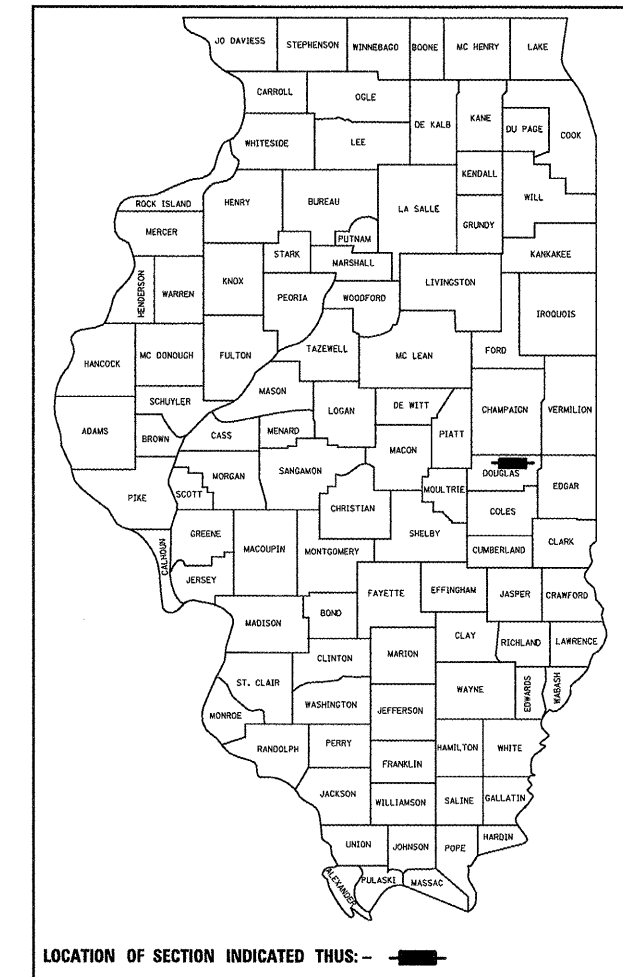 JO DAVIESS STEPHENSON WINNEBAGO BOONE MC HENRY LAKE
CARROLL OGLE DE KALB KANE DU PAGE COOK
WHITESIDE LEE
KENDALL WILL
ROCK ISLAND HENRY BUREAU LA SALLE GRUNDY
MERCER PUTNAM
STARK MARSHALL LIVINGSTON KANKAKEE
HENDERSON WARREN KNOX PEORIA WOODFORD IROQUOIS
HANCOCK MC DONOUGH FULTON TAZEWELL MC LEAN FORD
MASON
SCHUYLER LOGAN DE WITT CHAMPAIGN VERMILION
ADAMS BROWN CASS MENARD MACON PIATT
SANGAMON DOUGLAS EDGAR
PIKE SCOTT MORGAN CHRISTIAN MOULTRIE
COLES
GREENE MACOUPIN MONTGOMERY SHELBY CUMBERLAND CLARK
CALHOUN JERSEY
FAYETTE EFFINGHAM JASPER CRAWFORD
MADISON BOND
CLAY RICHLAND LAWRENCE
CLINTON MARION
ST. CLAIR WAYNE EDWARDS WABASH
WASHINGTON JEFFERSON
MONROE
RANDOLPH PERRY HAMILTON WHITE
FRANKLIN
JACKSON WILLIAMSON SALINE GALLATIN
UNION JOHNSON POPE HARDIN
ALEXANDER PULASKI MASSAC
LOCATION OF SECTION INDICATED THUS: -